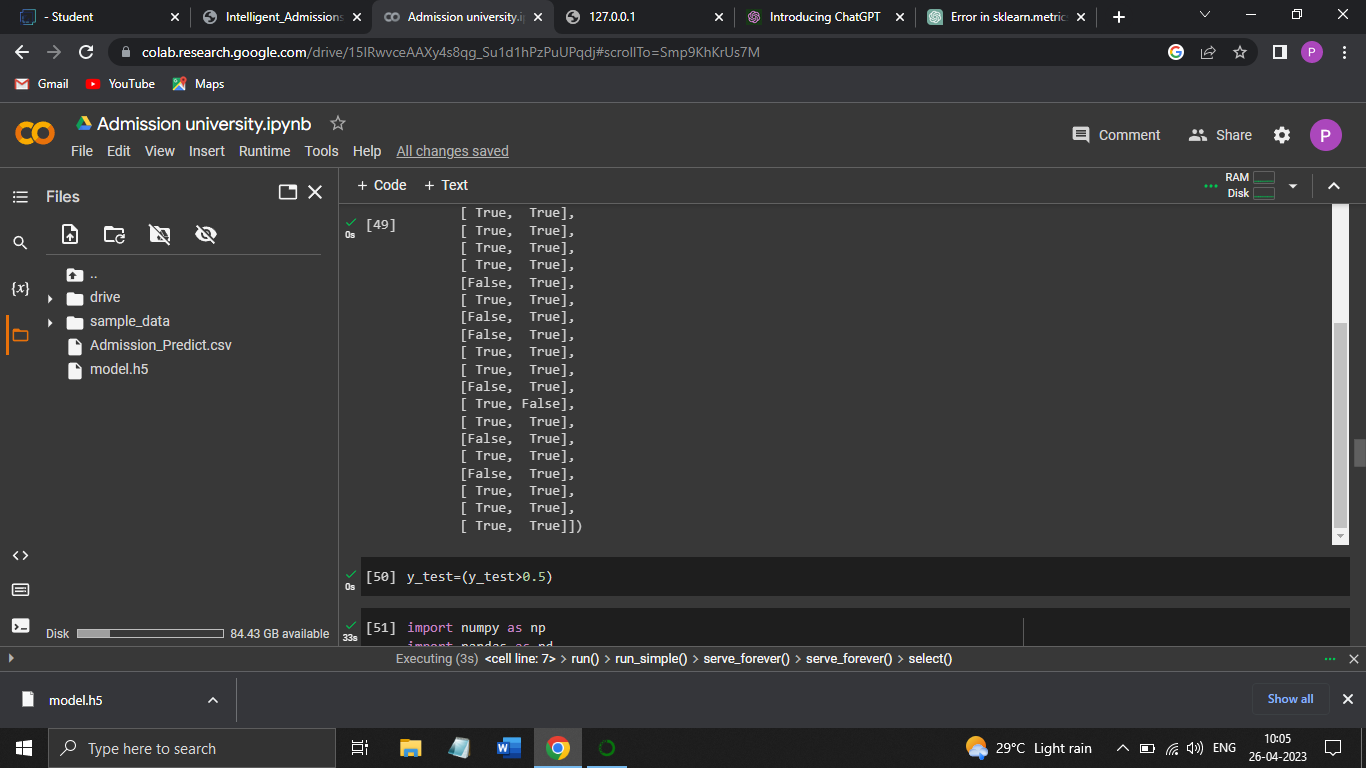 - Student
Intelligent_Admissions
Admission university.i
127.0.0.1
Introducing ChatGPT
Error in sklearn.metric
colab.research.google.com/drive/15IRwvceAAXy4s8qg_Su1d1hPzPuUPqdj#scrollTo=Smp9KhKrUs7M
P
Gmail
YouTube
Maps
Admission university.ipynb
File Edit View Insert Runtime Tools Help All changes saved
Comment
Share
P
Files
+ Code + Text
RAM
Disk
..
drive
sample_data
Admission_Predict.csv
model.h5
{x}
Disk 84.43 GB available
0s
[49]
[ True,  True],
[ True,  True],
[ True,  True],
[ True,  True],
[False,  True],
[ True,  True],
[False,  True],
[False,  True],
[ True,  True],
[ True,  True],
[False,  True],
[ True, False],
[ True,  True],
[False,  True],
[ True,  True],
[False,  True],
[ True,  True],
[ True,  True],
[ True,  True]])
0s
[50] y_test=(y_test>0.5)
33s
[51] import numpy as np
import pandas as pd
Executing (3s) <cell line: 7> > run() > run_simple() > serve_forever() > serve_forever() > select()
model.h5
Show all
Type here to search
29°C Light rain
ENG
10:05
26-04-2023